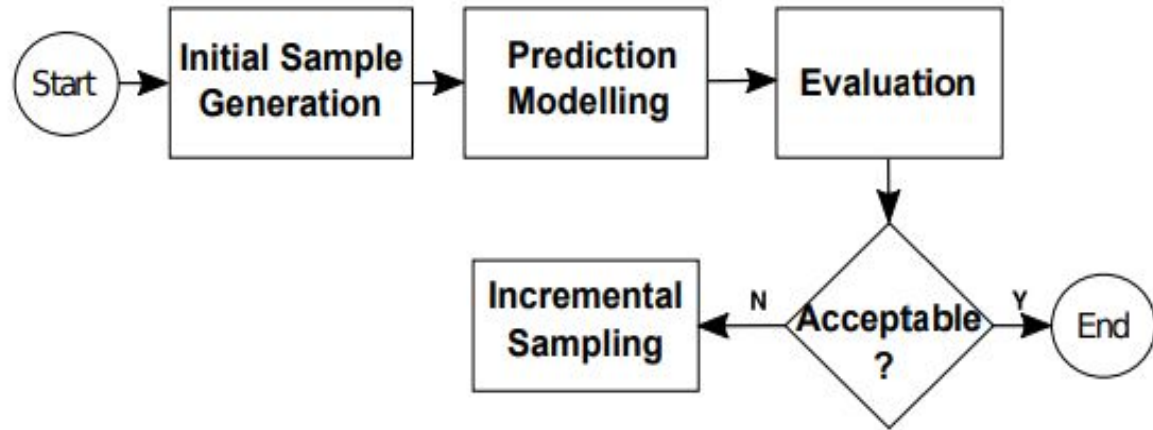 Start
Initial Sample
Generation
Prediction
Modelling
Evaluation
Incremental
Sampling
N
Acceptable
?
Y
End